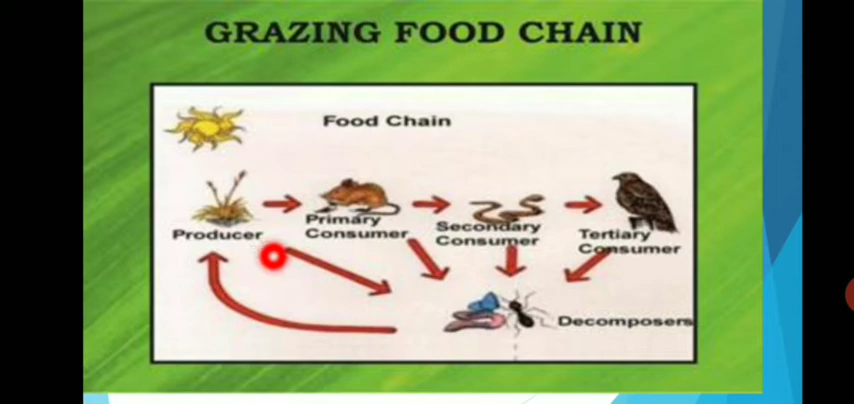 GRAZING FOOD CHAIN
Food Chain
Producer
Primary
Consumer
Secondary
Consumer
Tertiary
Consumer
Decomposers